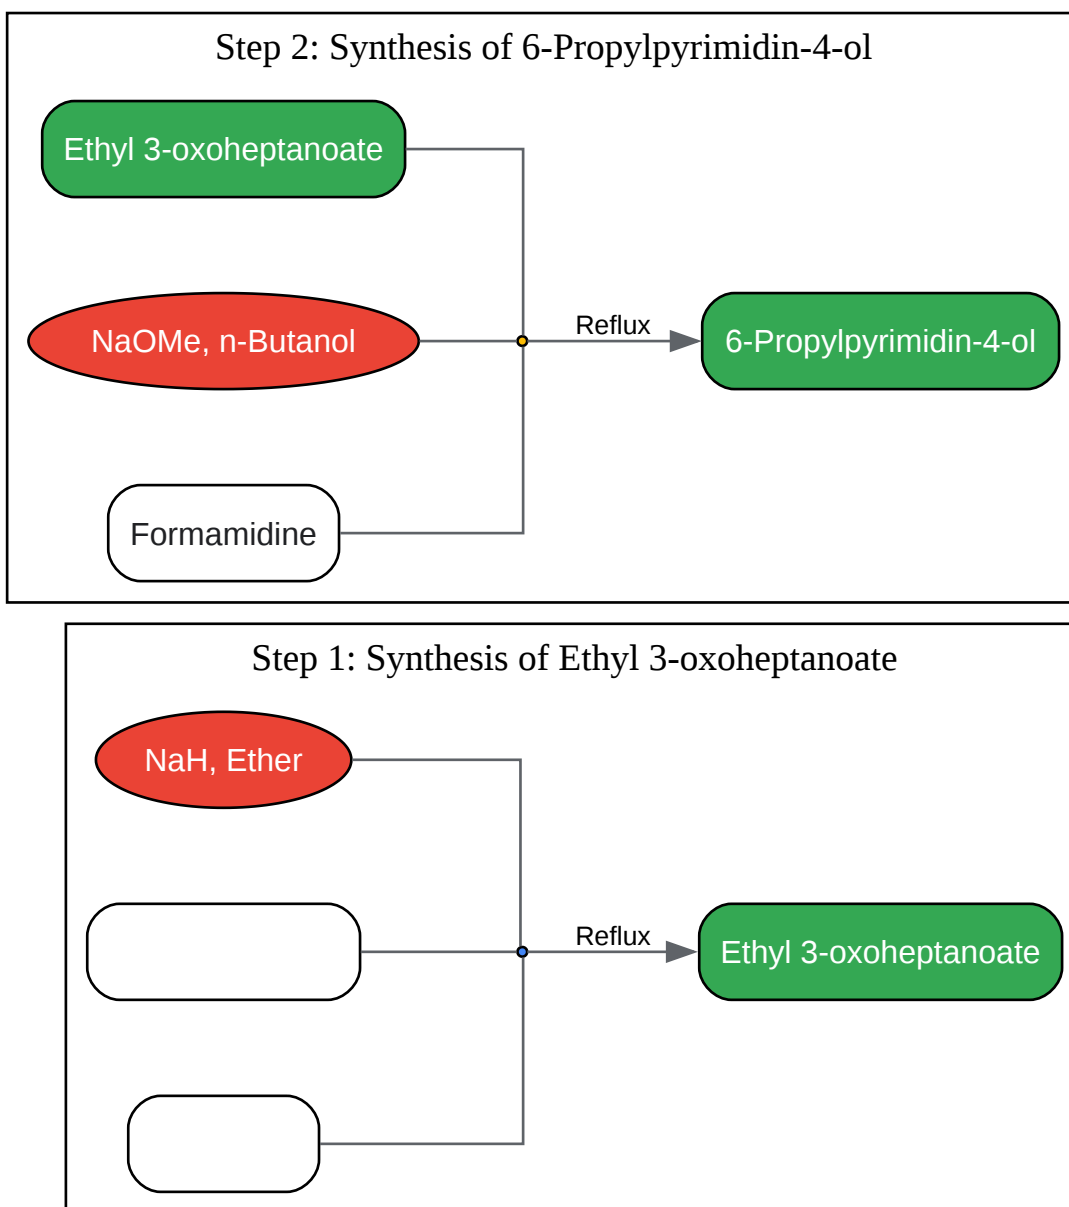 Step 2: Synthesis of 6-Propylpyrimidin-4-ol
Ethyl 3-oxoheptanoate
NaOMe, n-Butanol
Reflux
6-Propylpyrimidin-4-ol
Formamidine
Step 1: Synthesis of Ethyl 3-oxoheptanoate
NaH, Ether
Reflux
Ethyl 3-oxoheptanoate